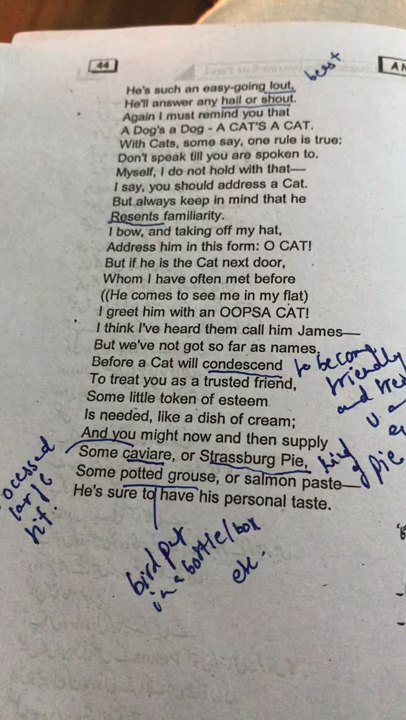 44
best
AN
He's such an easy-going lout,
He'll answer any hail or shout.
Again I must remind you that
A Dog's a Dog - A CAT'S A CAT.
With Cats, some say, one rule is true:
Don't speak till you are spoken to.
Myself, I do not hold with that—
I say, you should address a Cat.
But always keep in mind that he
Resents familiarity.
I bow, and taking off my hat,
Address him in this form: O CAT!
But if he is the Cat next door,
Whom I have often met before
((He comes to see me in my flat)
I greet him with an OOPSA CAT!
I think I've heard them call him James—
But we've not got so far as names,
Before a Cat will condescend
to become
friendly
and
To treat you as a trusted friend,
Some little token of esteem
Is needed, like a dish of cream;
And you might now and then supply
Some caviare, or Strassburg Pie,
kind
of pie
Some potted grouse, or salmon paste—
He's sure to have his personal taste.
ocessed
large
bird put
in a bottle/box
etc.